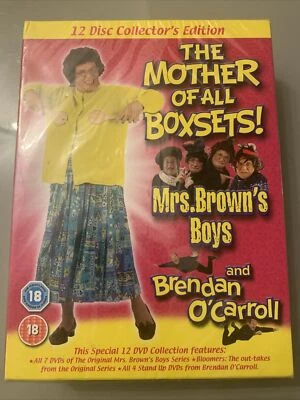 12 Disc Collector's Edition
THE
MOTHER
OF ALL
BOXSETS!
Mrs.Brown's
Boys
and
Brendan
O'Carroll
18
18
This Special 12 DVD Collection features:
★All 7 DVDs of The Original Mrs. Brown's Boys Series ★Bloomers: The out-takes
from the Original Series ★All 4 Stand Up DVDs from Brendan O'Carroll.